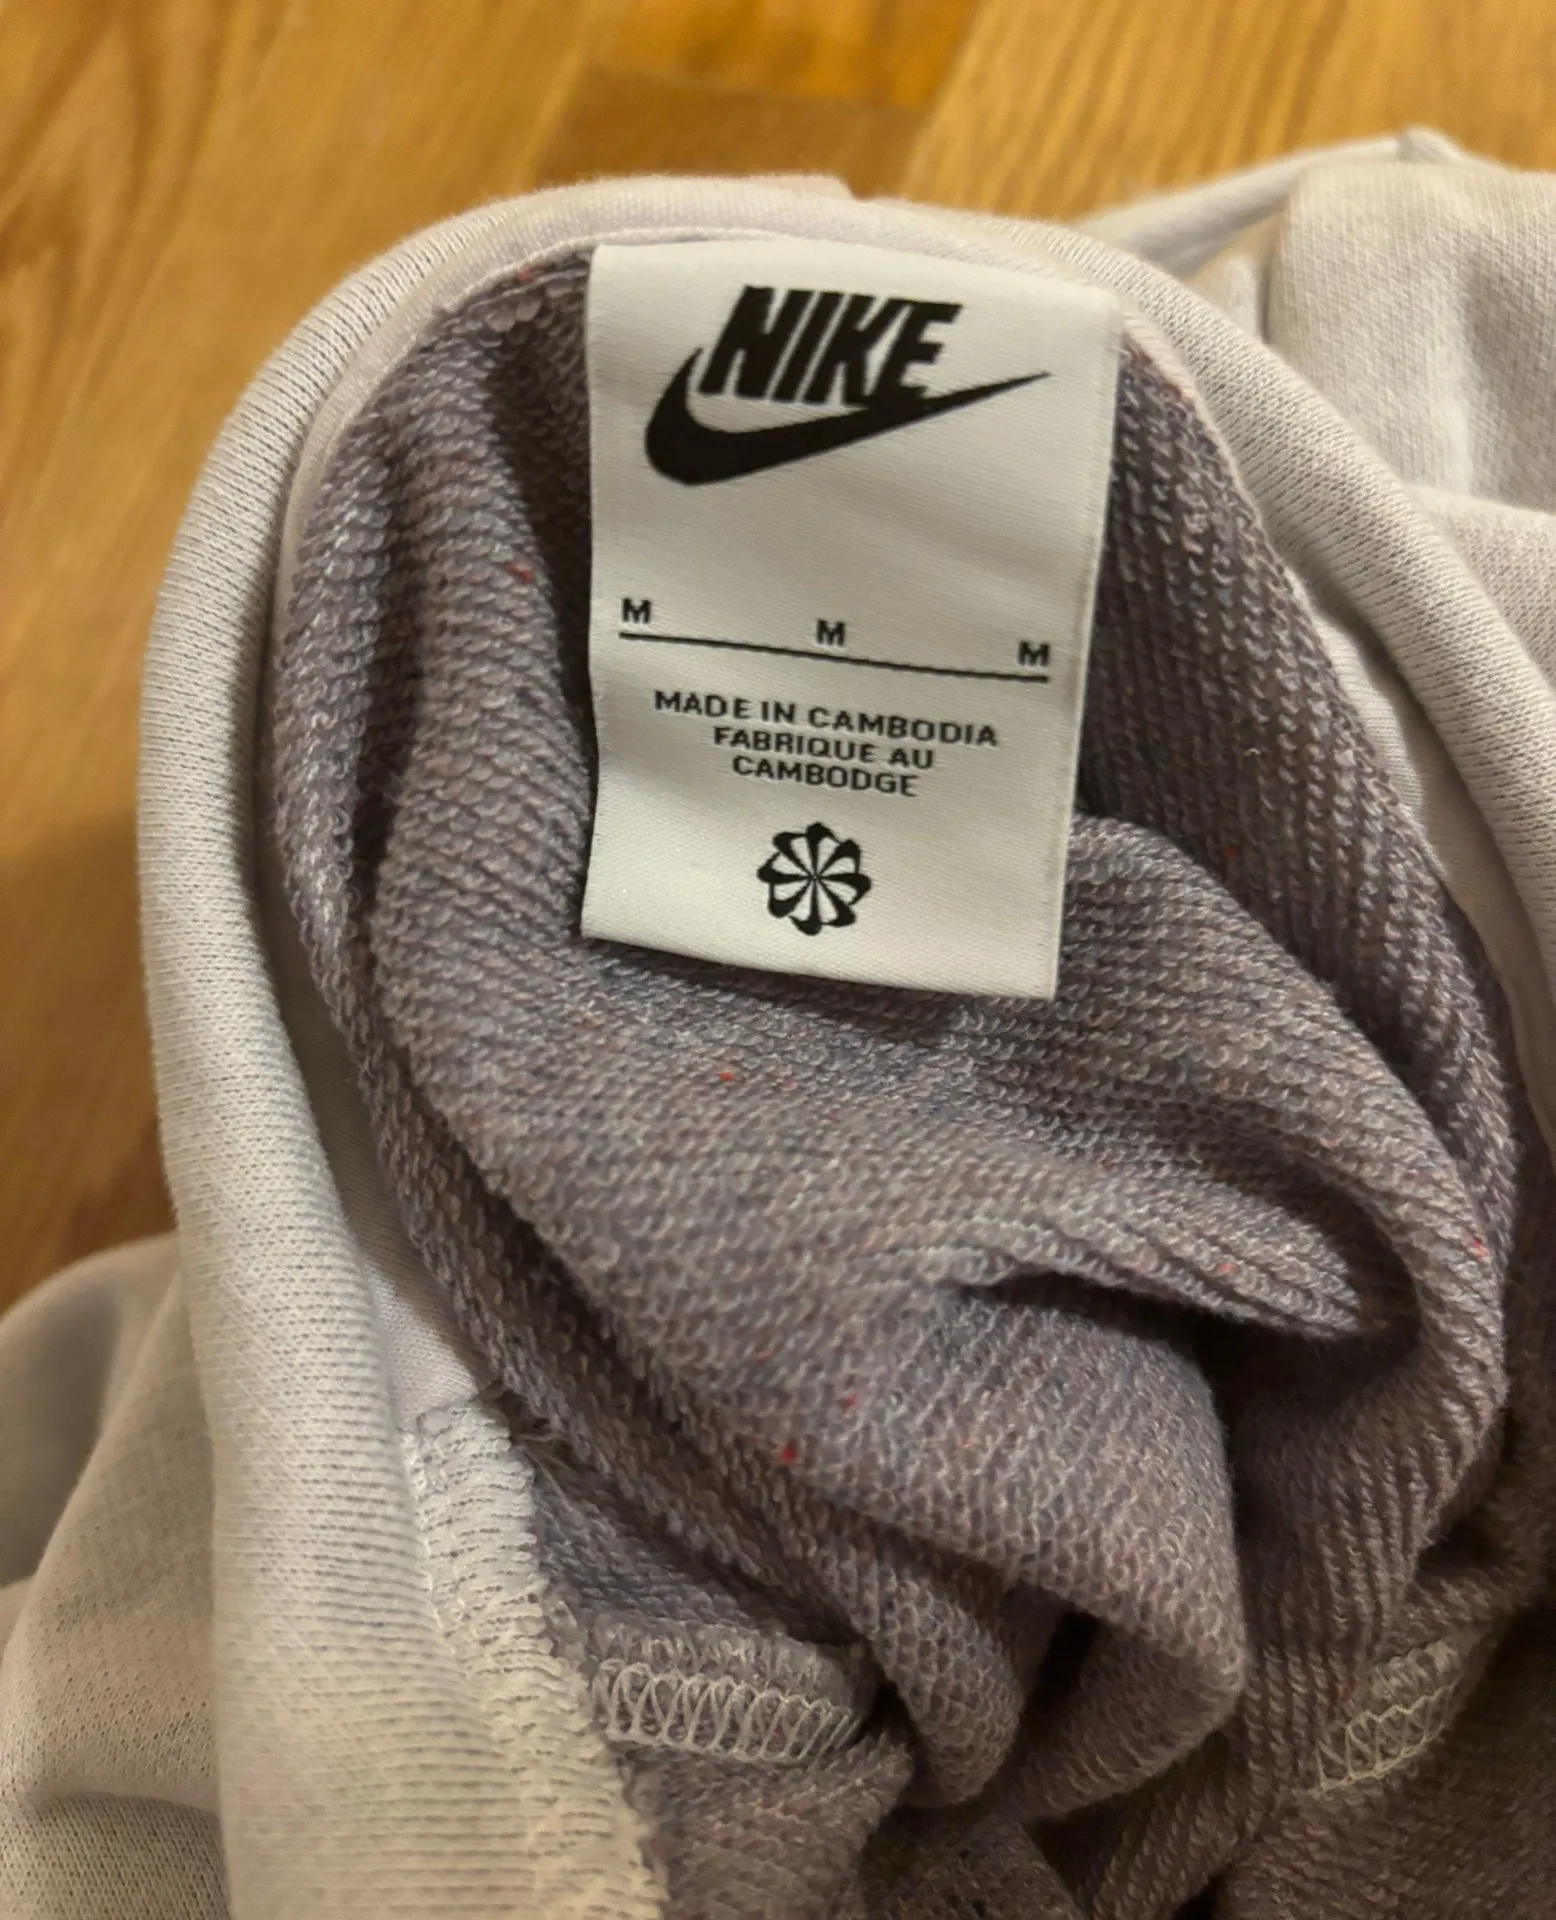 NIKE
M M M
MADE IN CAMBODIA
FABRIQUE AU
CAMBODGE